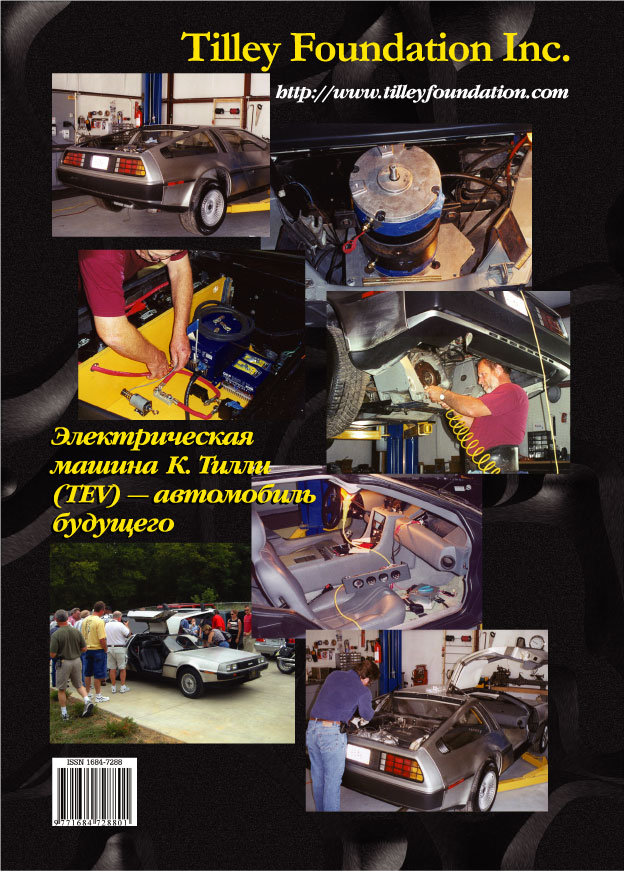 Tilley Foundation Inc.
http://www.tilleyfoundation.com
Электрическая
машина К. Тилли
(TEV) — автомобиль
будущего
ISSN 1684-7288
9 771684 728801